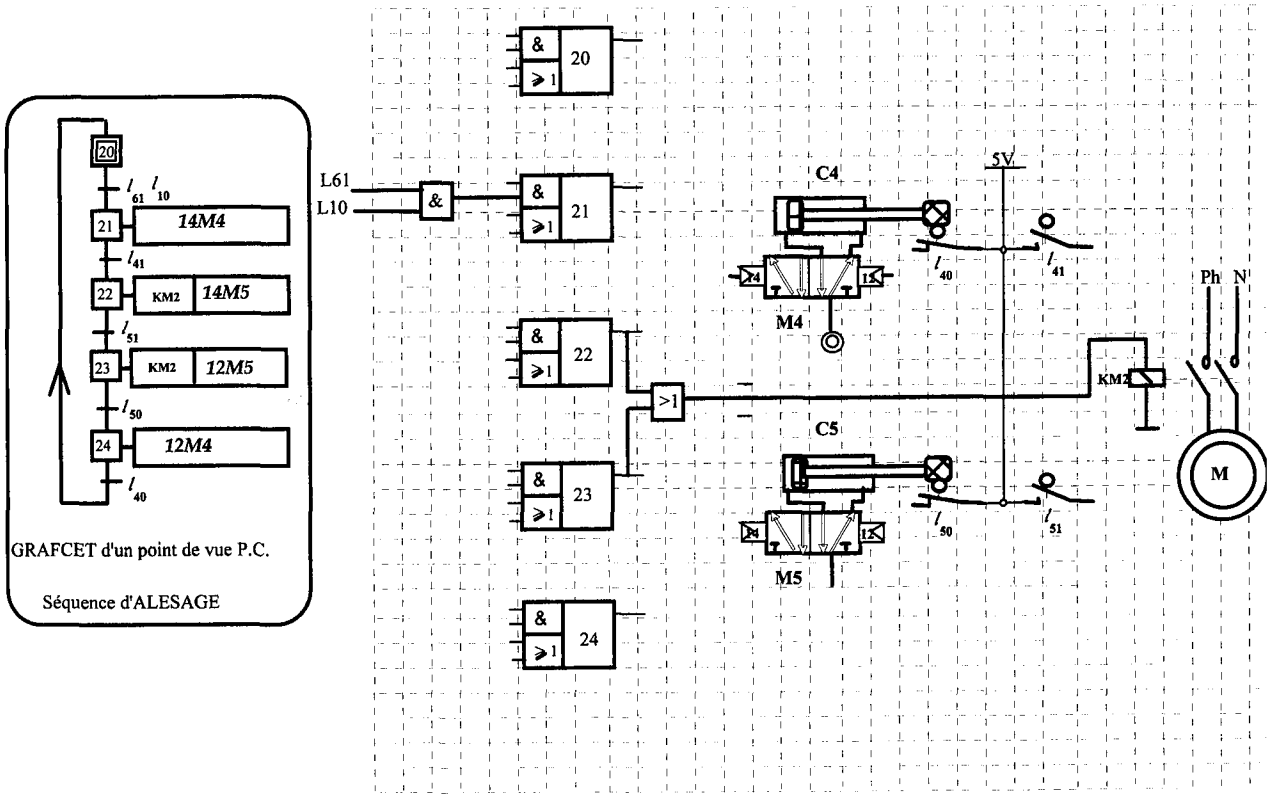 20
l61 l10
21 14M4
l41
22 KM2 14M5
l51
23 KM2 12M5
l50
24 12M4
l40
GRAFCET d'un point de vue P.C.
Séquence d'ALESAGE
L61
L10
&
& 20
⩾1
& 21
⩾1
& 22
⩾1
>1
& 23
⩾1
& 24
⩾1
C4
14 12
M4
5V
l40
l41
C5
14 12
M5
l50
l51
Ph N
KM2
M